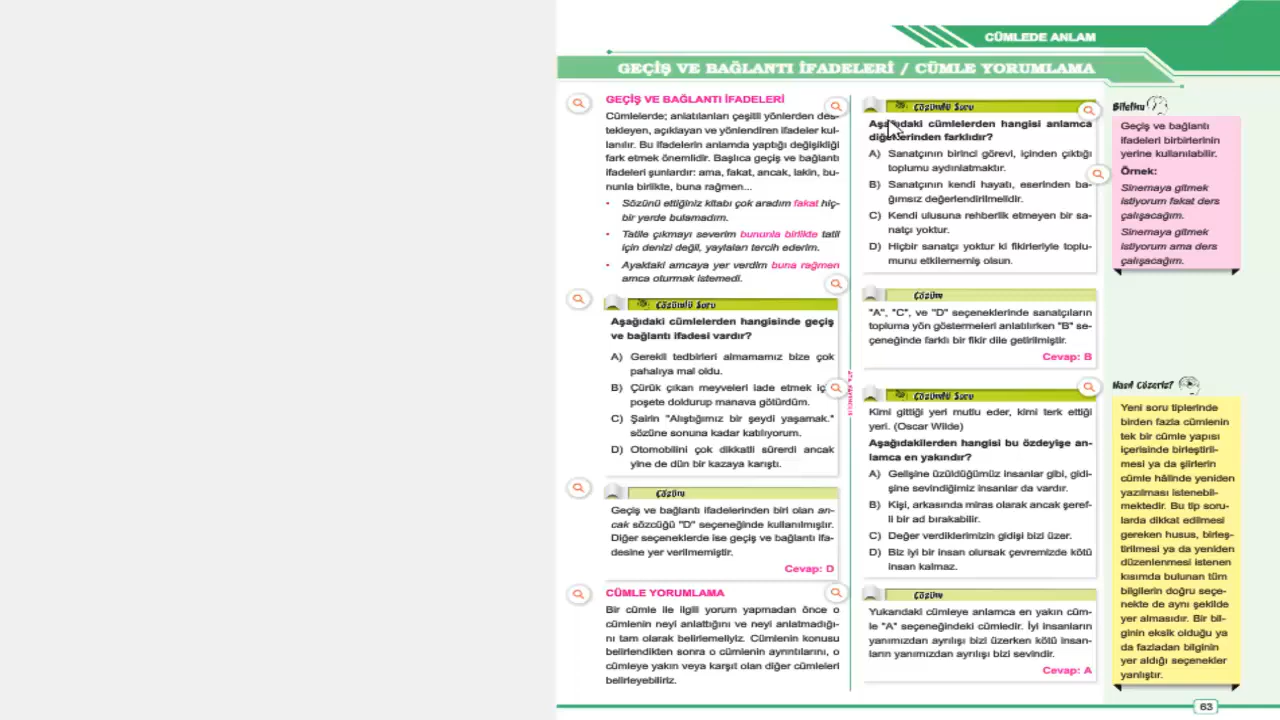 CÜMLEDE ANLAM
GEÇİŞ VE BAĞLANTI İFADELERİ / CÜMLE YORUMLAMA
GEÇİŞ VE BAĞLANTI İFADELERİ
Cümlelerde; anlatılanları çeşitli yönlerden des-
tekleyen, açıklayan ve yönlendiren ifadeler kul-
lanılır. Bu ifadelerin anlamda yaptığı değişikliği
fark etmek önemlidir. Başlıca geçiş ve bağlantı
ifadeleri şunlardır: ama, fakat, ancak, lakin, bu-
nunla birlikte, buna rağmen...
• Sözünü ettiğiniz kitabı çok aradım fakat hiç-
bir yerde bulamadım.
• Tatile çıkmayı severim bununla birlikte tatil
için denizi değil, yaylaları tercih ederim.
• Ayaktaki amcaya yer verdim buna rağmen
amca oturmak istemedi.
Çözümlü Soru
Aşağıdaki cümlelerden hangisinde geçiş
ve bağlantı ifadesi vardır?
A) Gerekli tedbirleri almamamız bize çok
pahalıya mal oldu.
B) Çürük çıkan meyveleri iade etmek
poşete doldurup manava götürdüm.
C) Şairin "Alıştığımız bir şeydi yaşamak."
sözüne sonuna kadar katılıyorum.
D) Otomobilini çok dikkatli sürerdi ancak
yine de dün bir kazaya karıştı.
Çözüm
Geçiş ve bağlantı ifadelerinden biri olan an-
cak sözcüğü "D" seçeneğinde kullanılmıştır.
Diğer seçeneklerde ise geçiş ve bağlantı ifa-
desine yer verilmemiştir.
Cevap: D
CÜMLE YORUMLAMA
Bir cümle ile ilgili yorum yapmadan önce o
cümlenin neyi anlattığını ve neyi anlatmadığı-
nı tam olarak belirlemeliyiz. Cümlenin konusu
belirlendikten sonra o cümlenin ayrıntılarını, o
cümleye yakın veya karşıt olan diğer cümleleri
belirleyebiliriz.
Çözümlü Soru
Aşağıdaki cümlelerden hangisi anlamca
diğerlerinden farklıdır?
A) Sanatçının birinci görevi, içinden çıktığı
toplumu aydınlatmaktır.
B) Sanatçının kendi hayatı, eserinden ba-
ğımsız değerlendirilmelidir.
C) Kendi ulusuna rehberlik etmeyen bir sa-
natçı yoktur.
D) Hiçbir sanatçı yoktur ki fikirleriyle toplu-
munu etkilememiş olsun.
Çözüm
"A", "C", ve "D" seçeneklerinde sanatçıların
topluma yön göstermeleri anlatılırken "B" se-
çeneğinde farklı bir fikir dile getirilmiştir.
Cevap: B
Çözümlü Soru
Kimi gittiği yeri mutlu eder, kimi terk ettiği
yeri. (Oscar Wilde)
Aşağıdakilerden hangisi bu özdeyişe an-
lamca en yakındır?
A) Gelişine üzüldüğümüz insanlar gibi, gidi-
şine sevindiğimiz insanlar da vardır.
B) Kişi, arkasında miras olarak ancak şeref-
li bir ad bırakabilir.
C) Değer verdiklerimizin gidişi bizi üzer.
D) Biz iyi bir insan olursak çevremizde kötü
insan kalmaz.
Çözüm
Yukarıdaki cümleye anlamca en yakın cüm-
le "A" seçeneğindeki cümledir. İyi insanların
yanımızdan ayrılışı bizi üzerken kötü insan-
ların yanımızdan ayrılışı bizi sevindir.
Cevap: A
Geçiş ve bağlantı
ifadeleri birbirlerinin
yerine kullanılabilir.
Örnek:
Sinemaya gitmek
istiyorum fakat ders
çalışacağım.
Sinemaya gitmek
istiyorum ama ders
çalışacağım.
Nasıl Çözeriz?
Yeni soru tiplerinde
birden fazla cümlenin
tek bir cümle yapısı
içerisinde birleştiril-
mesi ya da şiirlerin
cümle hâlinde yeniden
yazılması istenebil-
mektedir. Bu tip soru-
larda dikkat edilmesi
gereken husus, birleş-
tirilmesi ya da yeniden
düzenlenmesi istenen
kısımda bulunan tüm
bilgilerin doğru seçe-
nekte de aynı şekilde
yer almasıdır. Bir bil-
ginin eksik olduğu ya
da fazladan bilginin
yer aldığı seçenekler
yanlıştır.
63